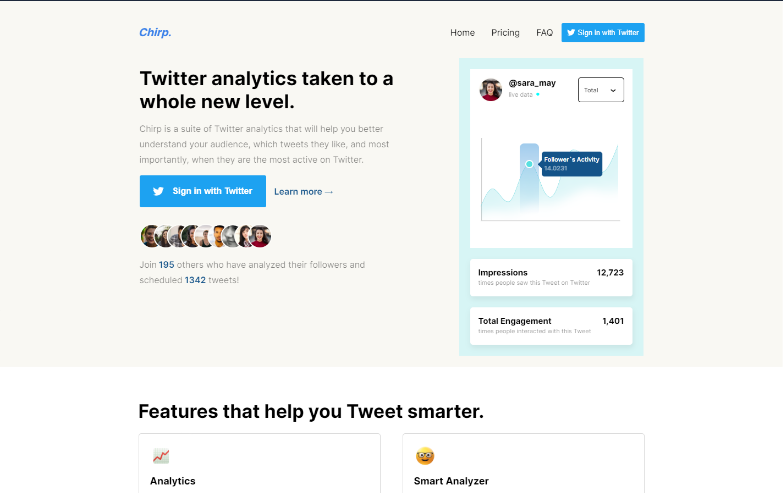 Chirp.
Home Pricing FAQ Sign in with Twitter
Twitter analytics taken to a
whole new level.
Chirp is a suite of Twitter analytics that will help you better
understand your audience, which tweets they like, and most
importantly, when they are the most active on Twitter.
Sign in with Twitter Learn more →
Join 195 others who have analyzed their followers and
scheduled 1342 tweets!
@sara_may
live data
Total
Follower`s Activity
14.0231
Impressions 12,723
times people saw this Tweet on Twitter
Total Engagement 1,401
times people interacted with this Tweet
Features that help you Tweet smarter.
Analytics
Smart Analyzer